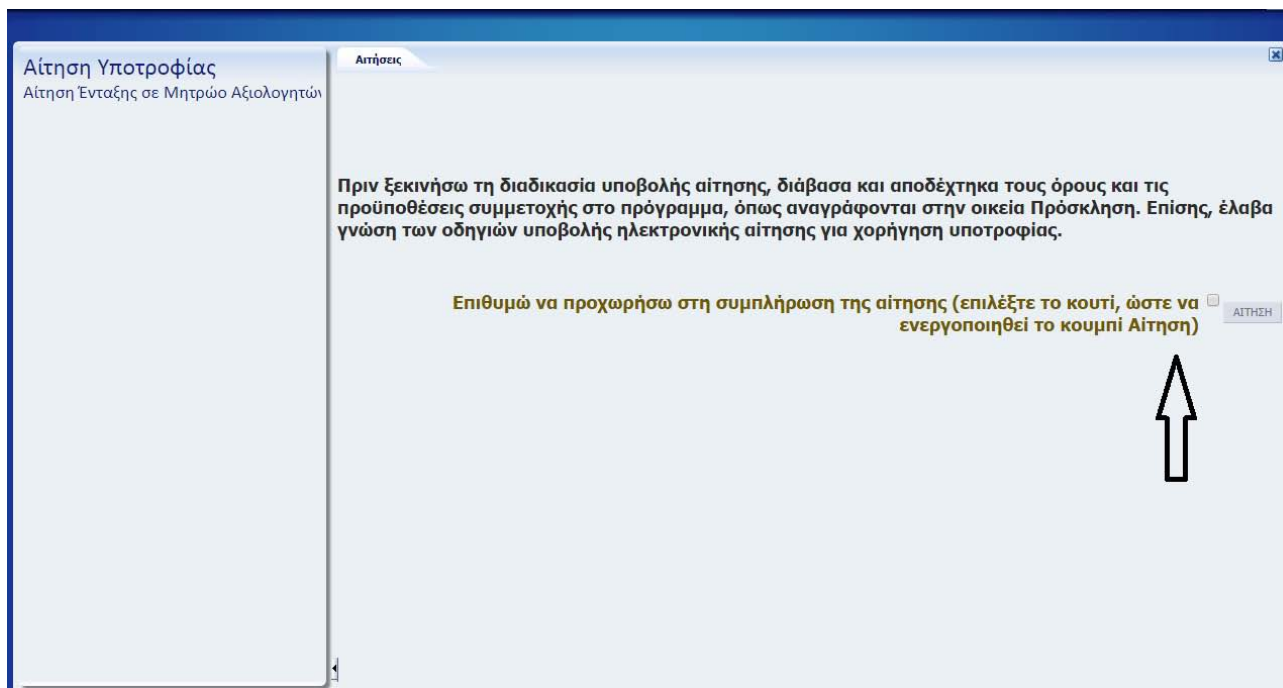 Αίτηση Υποτροφίας
Αίτηση Ένταξης σε Μητρώο Αξιολογητών
Αιτήσεις
Πριν ξεκινήσω τη διαδικασία υποβολής αίτησης, διάβασα και αποδέχτηκα τους όρους και τις
προϋποθέσεις συμμετοχής στο πρόγραμμα, όπως αναγράφονται στην οικεία Πρόσκληση. Επίσης, έλαβα
γνώση των οδηγιών υποβολής ηλεκτρονικής αίτησης για χορήγηση υποτροφίας.
Επιθυμώ να προχωρήσω στη συμπλήρωση της αίτησης (επιλέξτε το κουτί, ώστε να
ενεργοποιηθεί το κουμπί Αίτηση)
ΑΙΤΗΣΗ